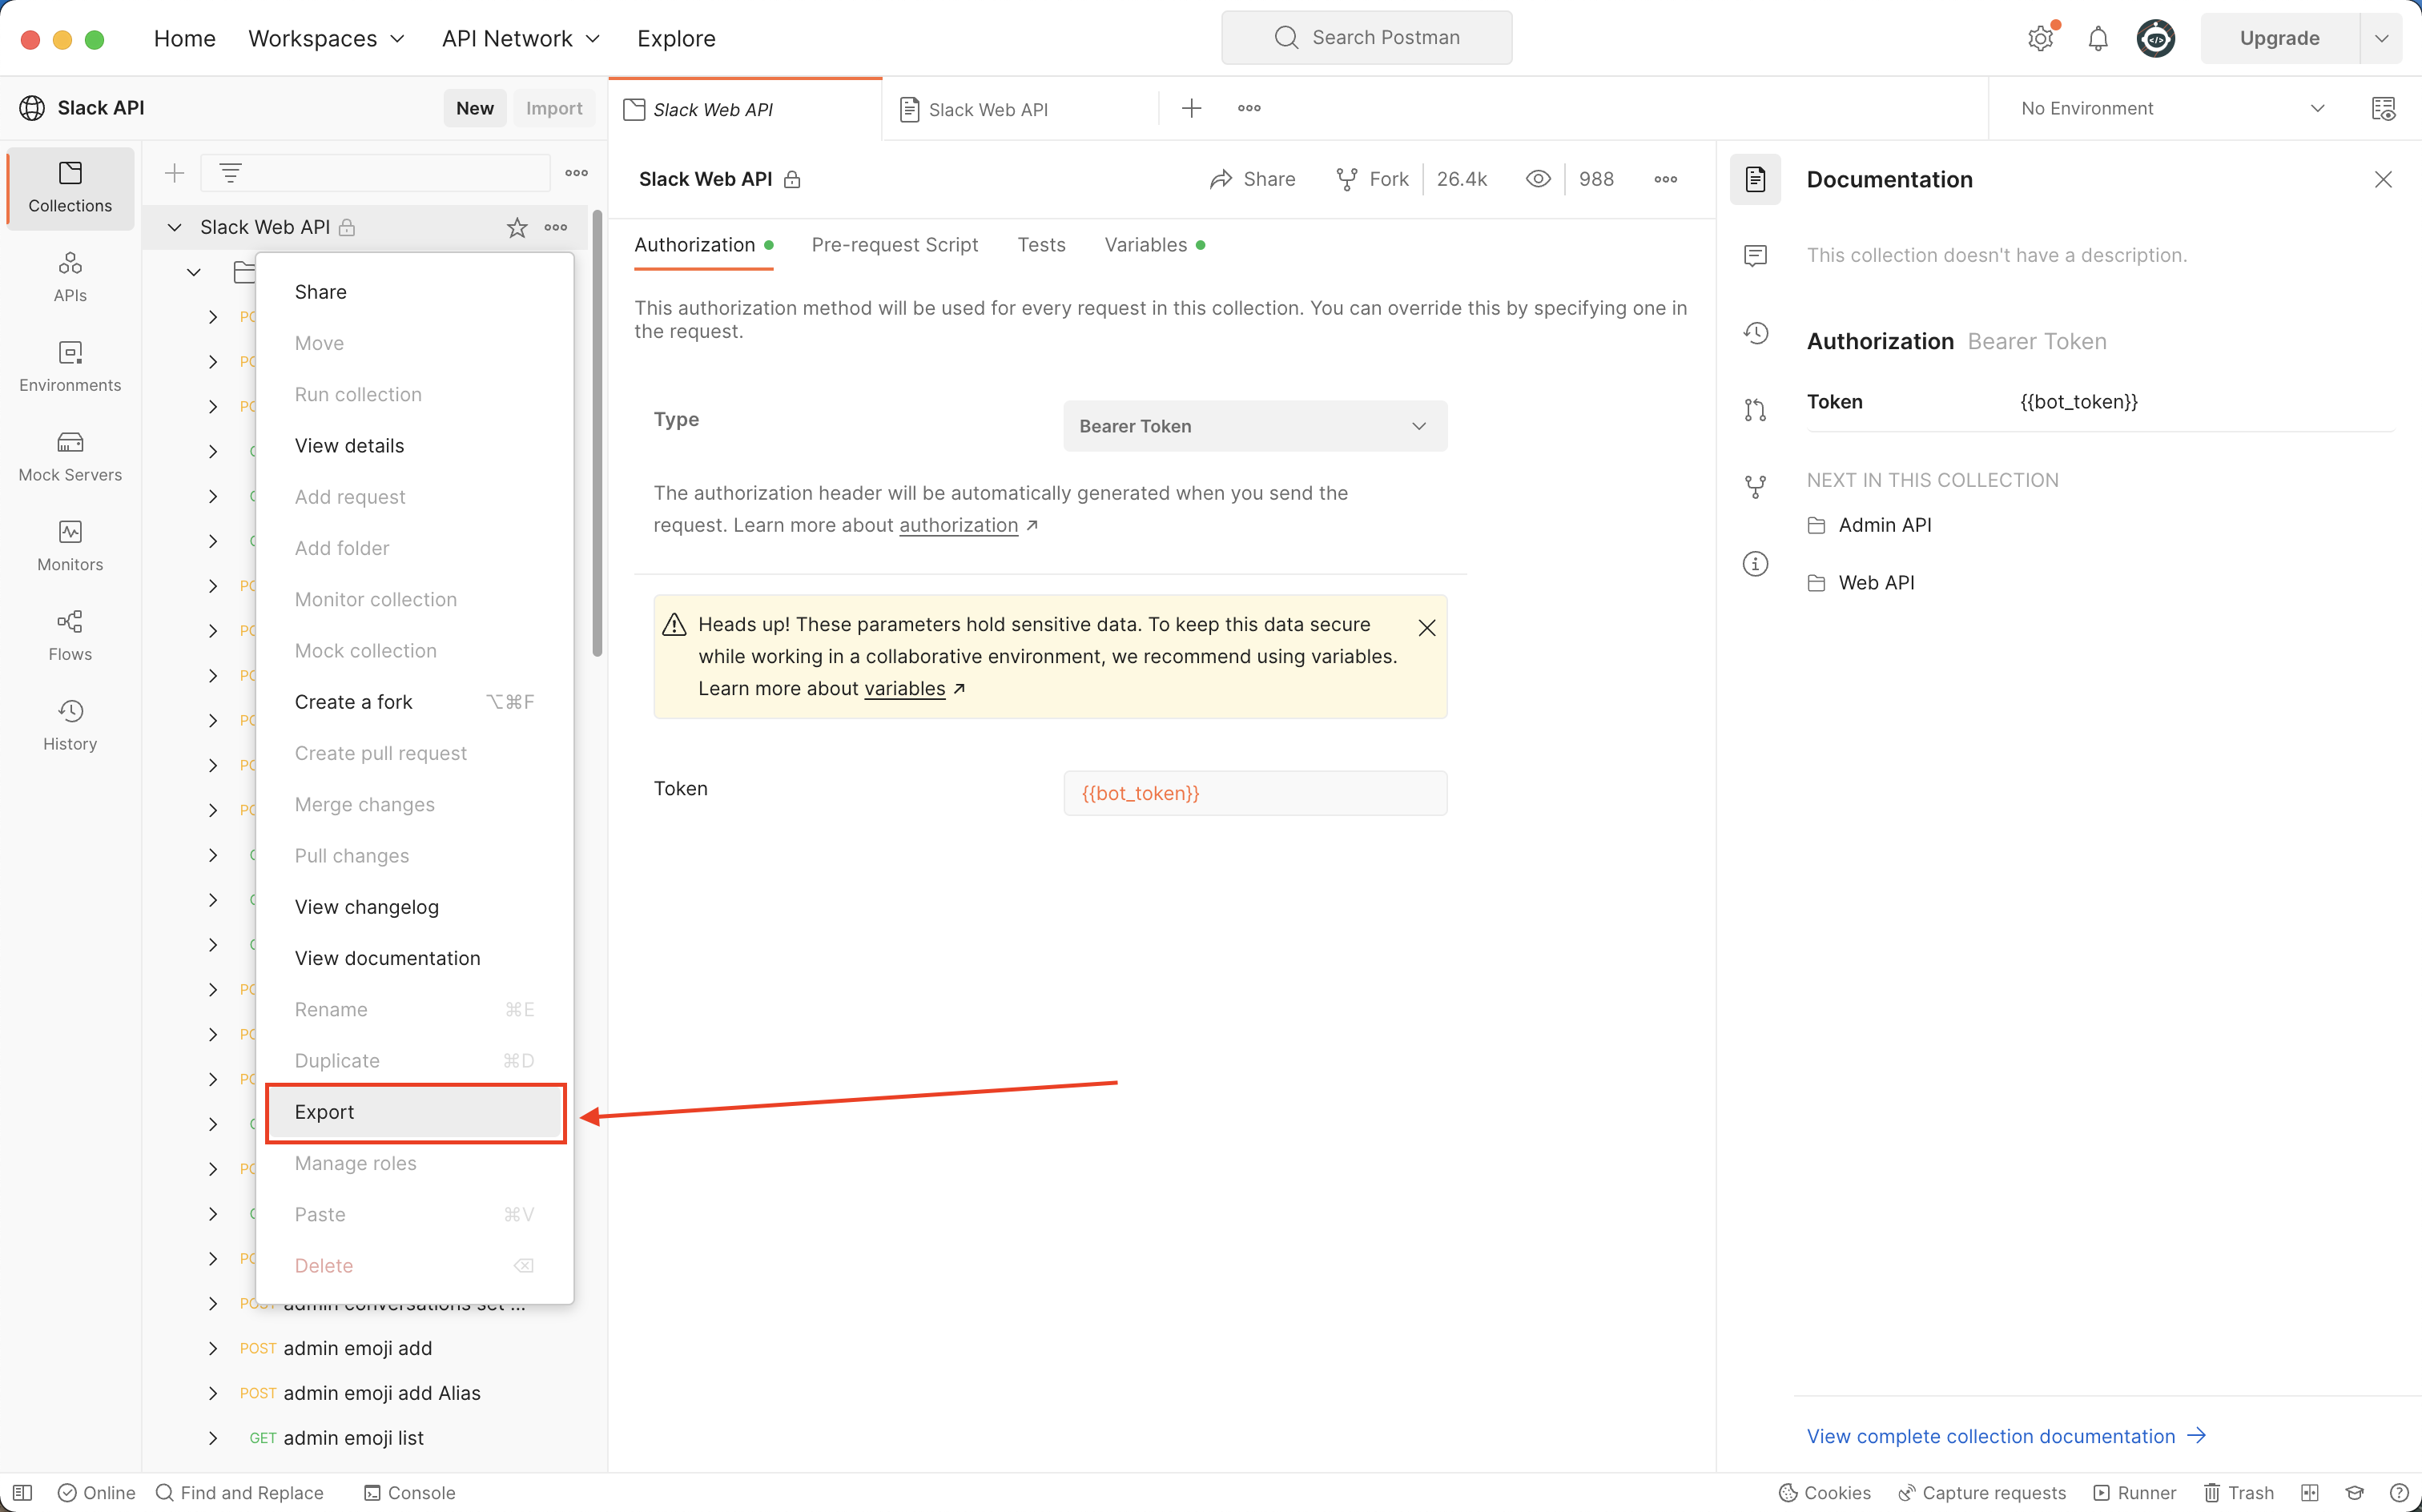 Home
Workspaces
API Network
Explore
Search Postman
Upgrade
Slack API
New
Import
Slack Web API
Slack Web API
No Environment
Collections
APIs
Environments
Mock Servers
Monitors
Flows
History
Slack Web API
Share
Move
Run collection
View details
Add request
Add folder
Monitor collection
Mock collection
Create a fork ⌥⌘F
Create pull request
Merge changes
Pull changes
View changelog
View documentation
Rename ⌘E
Duplicate ⌘D
Export
Manage roles
Paste ⌘V
Delete
POST admin emoji add
POST admin emoji add Alias
GET admin emoji list
Slack Web API
Share
Fork
26.4k
988
Authorization
Pre-request Script
Tests
Variables
This authorization method will be used for every request in this collection. You can override this by specifying one in
the request.
Type
Bearer Token
The authorization header will be automatically generated when you send the
request. Learn more about authorization ↗
Heads up! These parameters hold sensitive data. To keep this data secure
while working in a collaborative environment, we recommend using variables.
Learn more about variables ↗
Token
{{bot_token}}
Documentation
This collection doesn't have a description.
Authorization Bearer Token
Token {{bot_token}}
NEXT IN THIS COLLECTION
Admin API
Web API
View complete collection documentation →
Online
Find and Replace
Console
Cookies
Capture requests
Runner
Trash